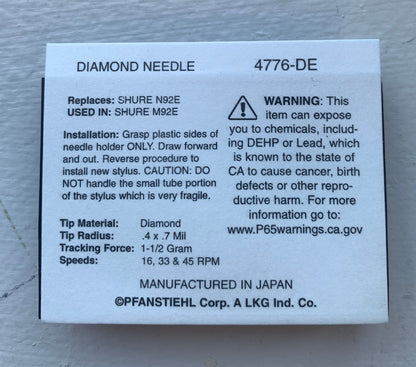 DIAMOND NEEDLE 4776-DE
Replaces: SHURE N92E
USED IN: SHURE M92E
Installation: Grasp plastic sides of
needle holder ONLY. Draw forward
and out. Reverse procedure to
install new stylus. CAUTION: DO
NOT handle the small tube portion
of the stylus which is very fragile.
Tip Material: Diamond
Tip Radius: .4 x .7 Mil
Tracking Force: 1-1/2 Gram
Speeds: 16, 33 & 45 RPM
WARNING: This
item can expose
you to chemicals, includ-
ing DEHP or Lead, which
is known to the state of
CA to cause cancer, birth
defects or other repro-
ductive harm. For more
information go to:
www.P65warnings.ca.gov
MANUFACTURED IN JAPAN
©PFANSTIEHL Corp. A LKG Ind. Co.